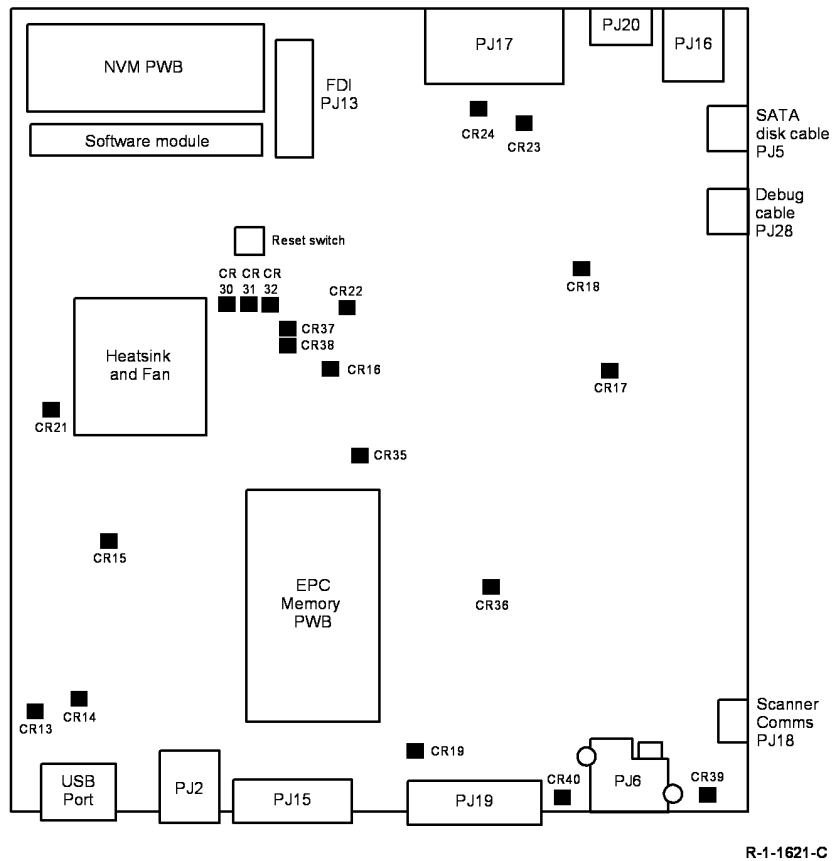 NVM PWB
FDI
PJ13
PJ17
PJ20
PJ16
Software module
CR24
CR23
SATA
disk cable
PJ5
Debug
cable
PJ28
Reset switch
CR CR CR
30 31 32
CR22
CR18
CR37
CR38
Heatsink
and Fan
CR16
CR17
CR21
CR35
CR15
EPC
Memory
PWB
CR36
CR14
CR13
Scanner
Comms
PJ18
CR19
USB
Port
PJ2
PJ15
PJ19
CR40
PJ6
CR39
R-1-1621-C